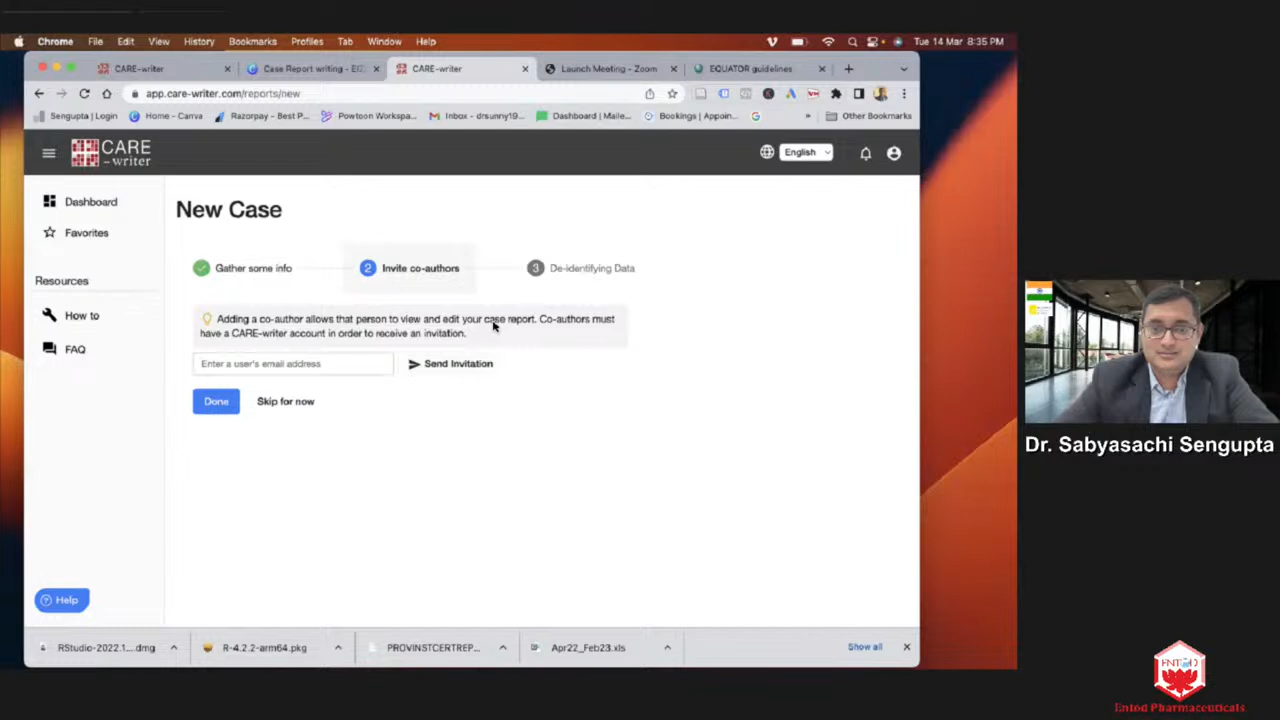 Chrome File Edit View History Bookmarks Profiles Tab Window Help Tue 14 Mar 8:35 PM
CARE-writer Case Report writing - EQ CARE-writer Launch Meeting - Zoom EQUATOR guidelines
app.care-writer.com/reports/new
Sengupta | Login Home - Canva Razorpay - Best P... Powtoon Workspa... Inbox - drsunny19... Dashboard | Maile... Bookings | Appoin... Other Bookmarks
CARE
-writer
English
Dashboard
Favorites
Resources
How to
FAQ
New Case
Gather some info 2 Invite co-authors 3 De-identifying Data
Adding a co-author allows that person to view and edit your case report. Co-authors must
have a CARE-writer account in order to receive an invitation.
Enter a user's email address Send Invitation
Done Skip for now
Help
RStudio-2022.1....dmg R-4.2.2-arm64.pkg PROVINSTCERTREP... Apr22_Feb23.xls Show all
Dr. Sabyasachi Sengupta
Entod Pharmaceuticals